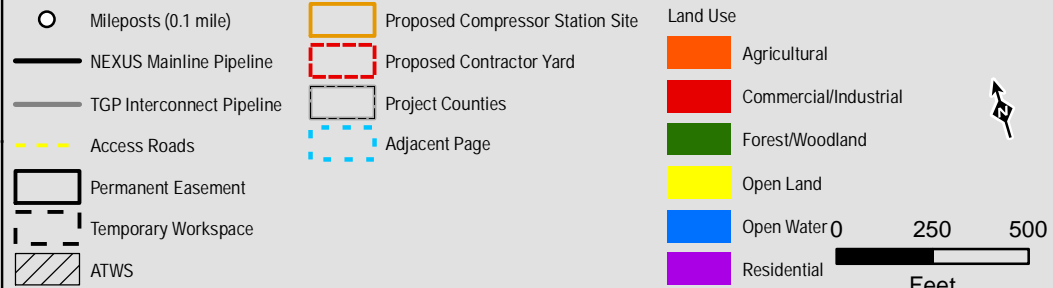 Mileposts (0.1 mile)
NEXUS Mainline Pipeline
TGP Interconnect Pipeline
Access Roads
Permanent Easement
Temporary Workspace
ATWS
Proposed Compressor Station Site
Proposed Contractor Yard
Project Counties
Adjacent Page
Land Use
Agricultural
Commercial/Industrial
Forest/Woodland
Open Land
Open Water
Residential
N
0 250 500
Feet